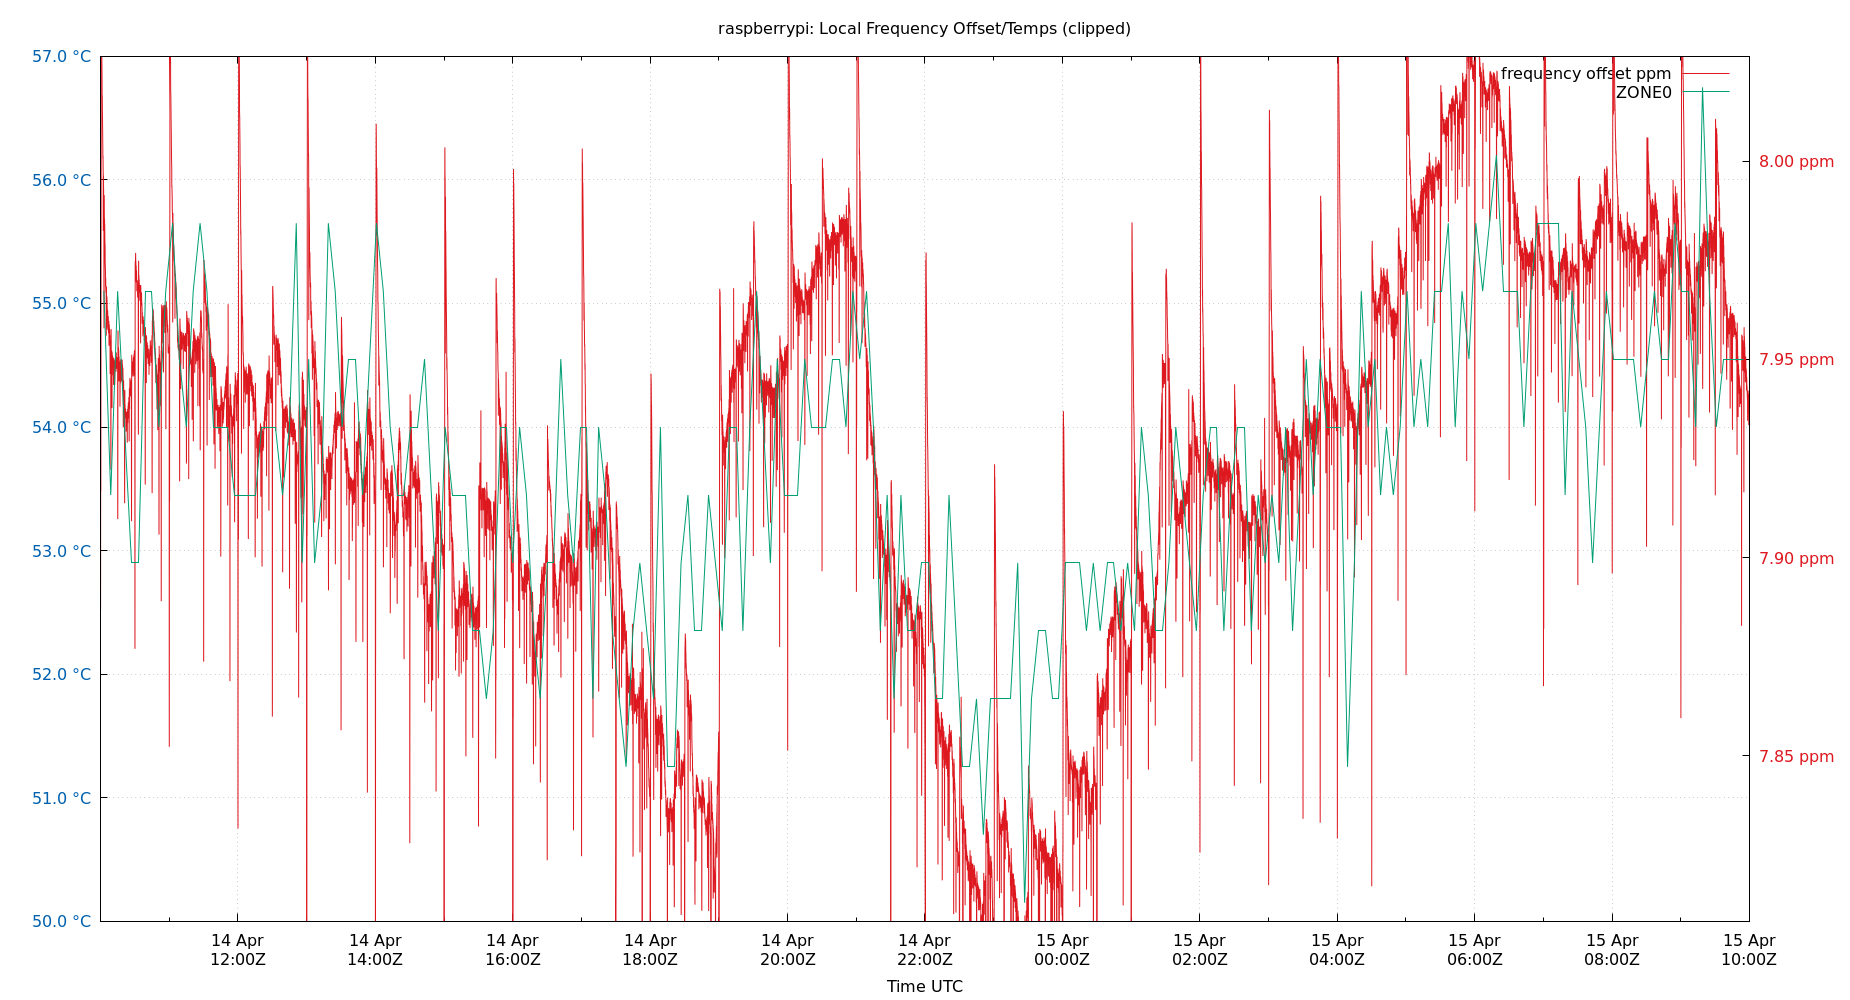 raspberrypi: Local Frequency Offset/Temps (clipped)
57.0 °C
56.0 °C
55.0 °C
54.0 °C
53.0 °C
52.0 °C
51.0 °C
50.0 °C
frequency offset ppm
ZONE0
8.00 ppm
7.95 ppm
7.90 ppm
7.85 ppm
14 Apr 14 Apr 14 Apr 14 Apr 14 Apr 14 Apr 15 Apr 15 Apr 15 Apr 15 Apr 15 Apr 15 Apr
12:00Z 14:00Z 16:00Z 18:00Z 20:00Z 22:00Z 00:00Z 02:00Z 04:00Z 06:00Z 08:00Z 10:00Z
Time UTC